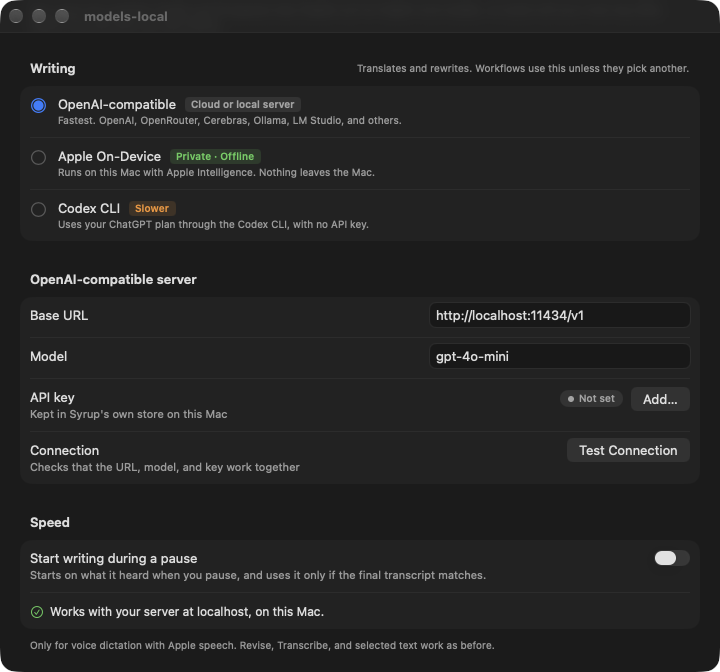 models-local
Writing
Translates and rewrites. Workflows use this unless they pick another.
OpenAI-compatible
Cloud or local server
Fastest. OpenAI, OpenRouter, Cerebras, Ollama, LM Studio, and others.
Apple On-Device
Private · Offline
Runs on this Mac with Apple Intelligence. Nothing leaves the Mac.
Codex CLI
Slower
Uses your ChatGPT plan through the Codex CLI, with no API key.
OpenAI-compatible server
Base URL
http://localhost:11434/v1
Model
gpt-4o-mini
API key
Not set
Add...
Kept in Syrup's own store on this Mac
Connection
Test Connection
Checks that the URL, model, and key work together
Speed
Start writing during a pause
Starts on what it heard when you pause, and uses it only if the final transcript matches.
Works with your server at localhost, on this Mac.
Only for voice dictation with Apple speech. Revise, Transcribe, and selected text work as before.